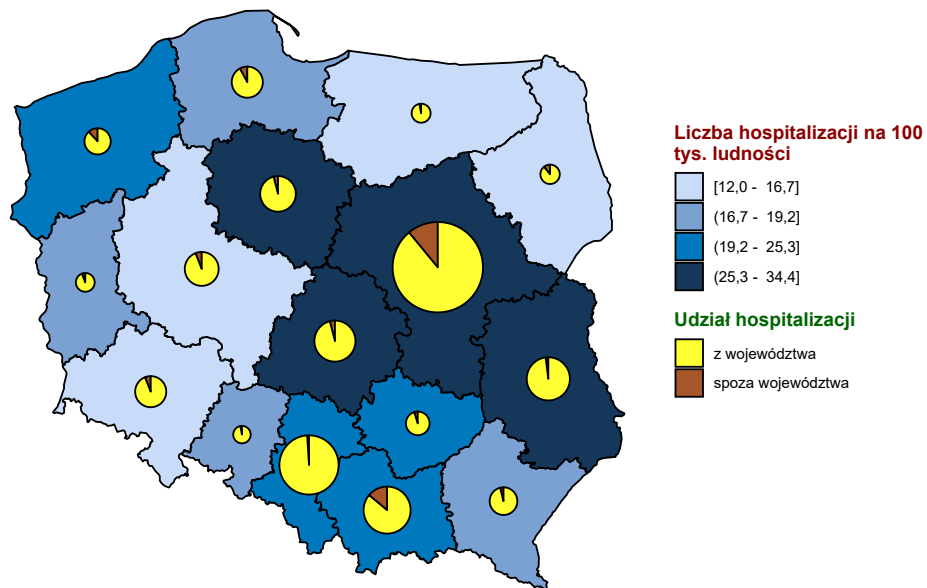 Liczba hospitalizacji na 100
tys. ludności
[12,0 - 16,7]
(16,7 - 19,2]
(19,2 - 25,3]
(25,3 - 34,4]
Udział hospitalizacji
z województwa
spoza województwa